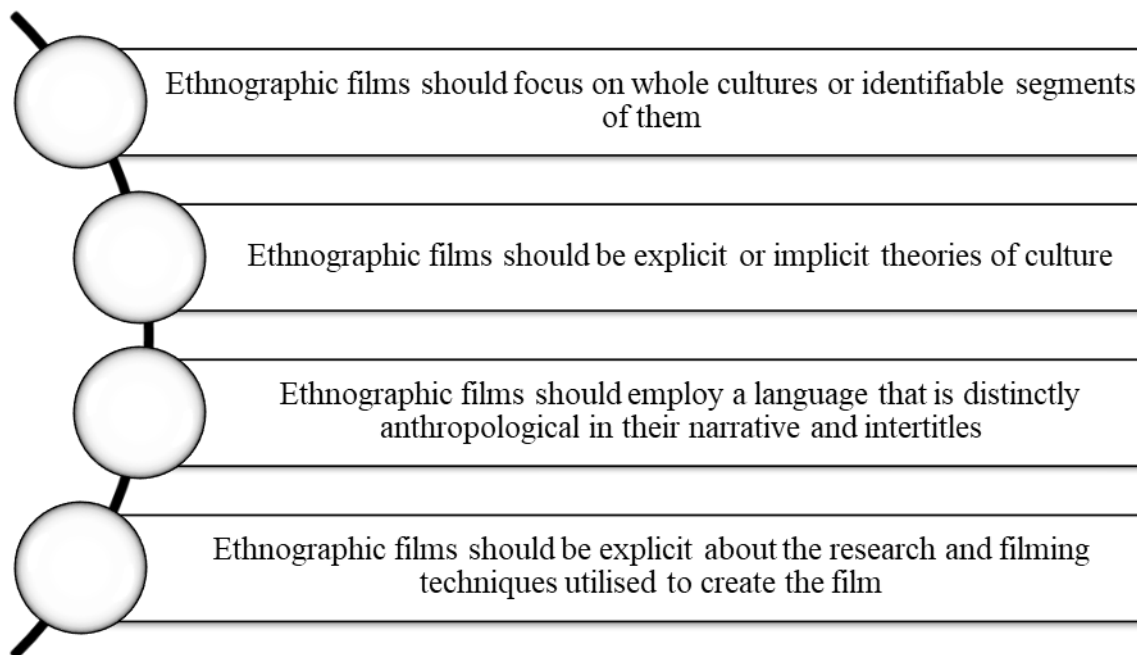 Ethnographic films should focus on whole cultures or identifiable segments
of them
Ethnographic films should be explicit or implicit theories of culture
Ethnographic films should employ a language that is distinctly
anthropological in their narrative and intertitles
Ethnographic films should be explicit about the research and filming
techniques utilised to create the film